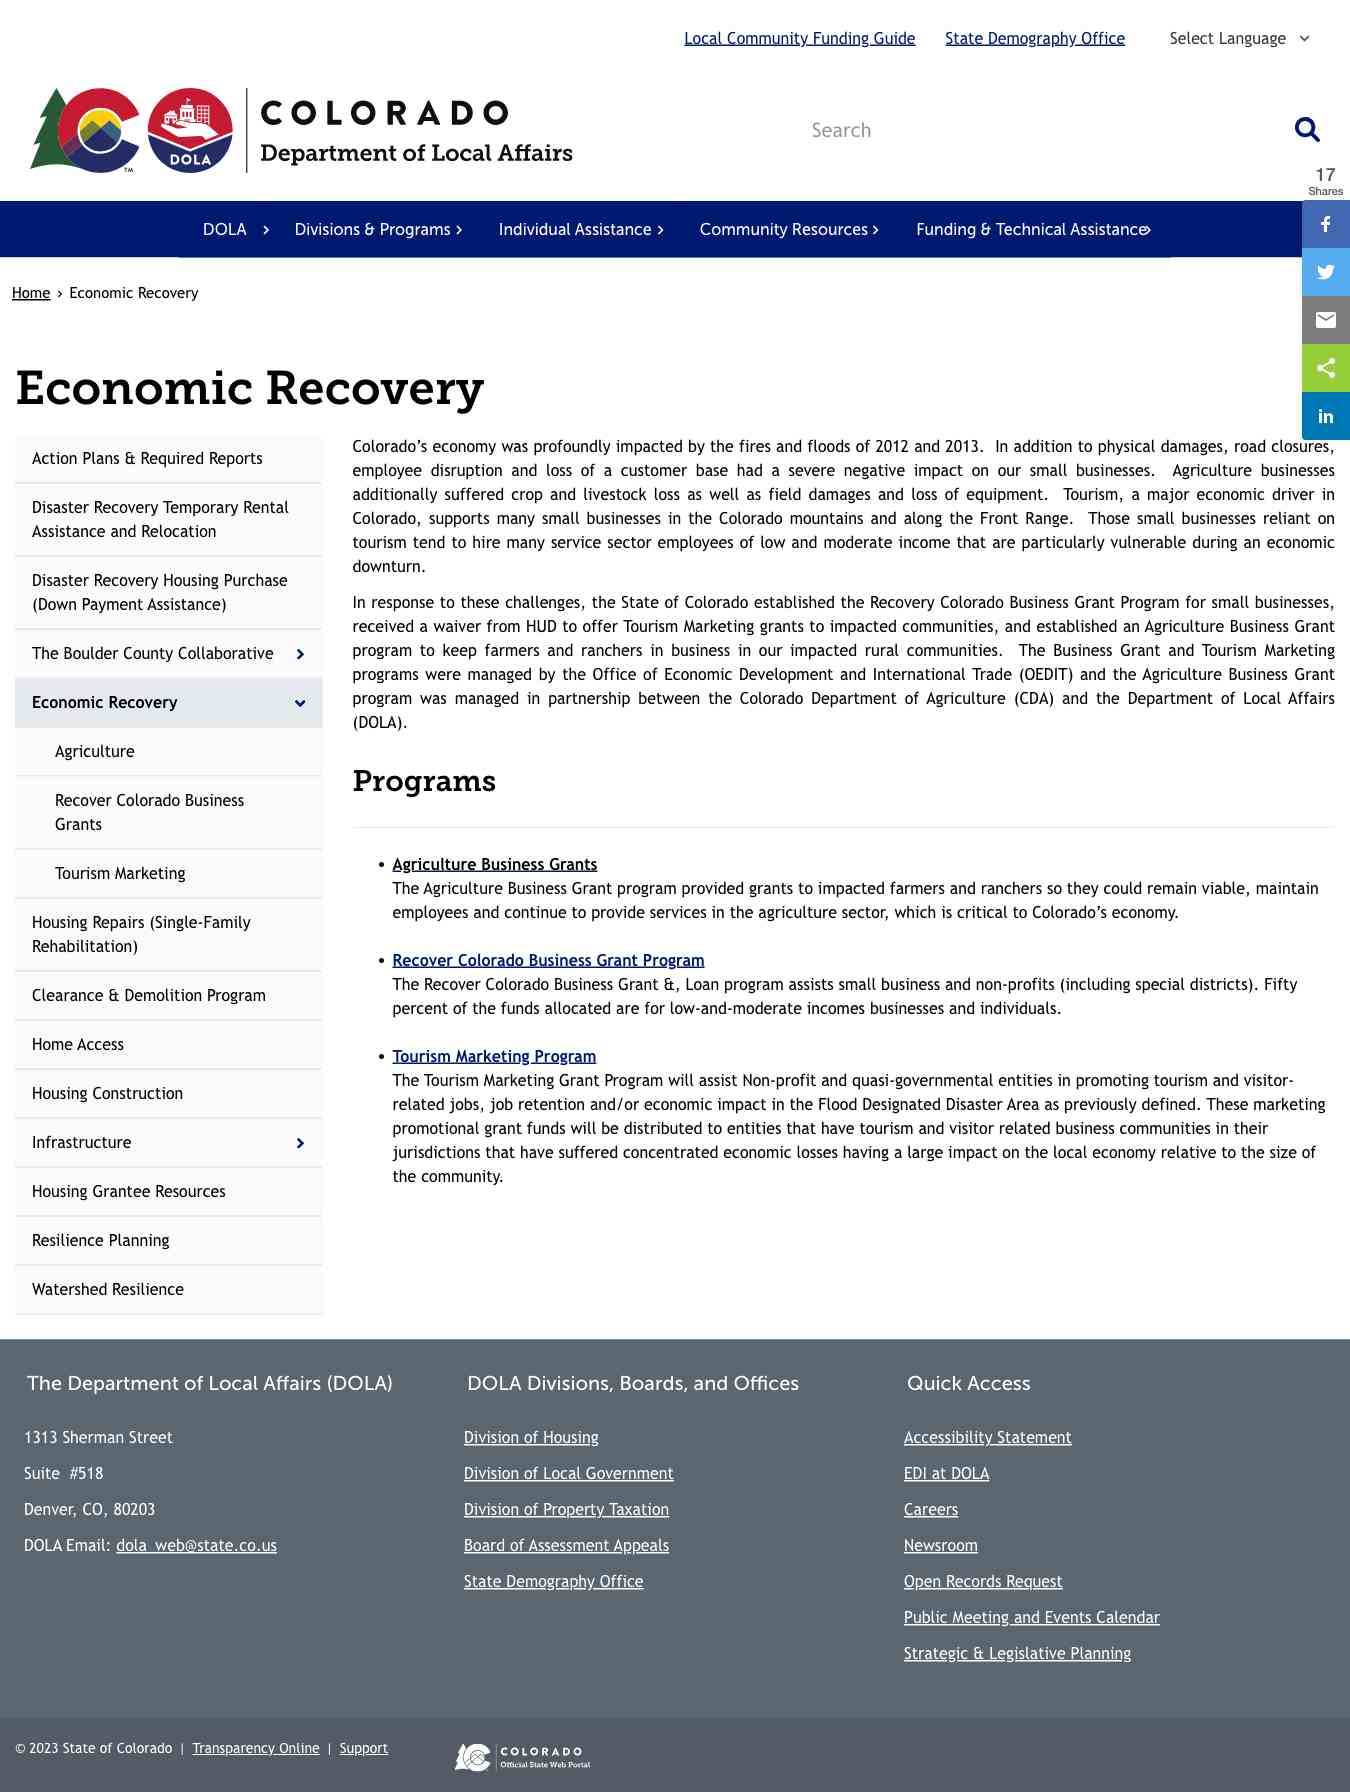 Local Community Funding Guide State Demography Office Select Language
COLORADO
Department of Local Affairs
DOLA
TM
Search
17
Shares
DOLA Divisions & Programs Individual Assistance Community Resources Funding & Technical Assistance
Home › Economic Recovery
Economic Recovery
Action Plans & Required Reports
Disaster Recovery Temporary Rental
Assistance and Relocation
Disaster Recovery Housing Purchase
(Down Payment Assistance)
The Boulder County Collaborative
Economic Recovery
Agriculture
Recover Colorado Business
Grants
Tourism Marketing
Housing Repairs (Single-Family
Rehabilitation)
Clearance & Demolition Program
Home Access
Housing Construction
Infrastructure
Housing Grantee Resources
Resilience Planning
Watershed Resilience
Colorado’s economy was profoundly impacted by the fires and floods of 2012 and 2013. In addition to physical damages, road closures,
employee disruption and loss of a customer base had a severe negative impact on our small businesses. Agriculture businesses
additionally suffered crop and livestock loss as well as field damages and loss of equipment. Tourism, a major economic driver in
Colorado, supports many small businesses in the Colorado mountains and along the Front Range. Those small businesses reliant on
tourism tend to hire many service sector employees of low and moderate income that are particularly vulnerable during an economic
downturn.
In response to these challenges, the State of Colorado established the Recovery Colorado Business Grant Program for small businesses,
received a waiver from HUD to offer Tourism Marketing grants to impacted communities, and established an Agriculture Business Grant
program to keep farmers and ranchers in business in our impacted rural communities. The Business Grant and Tourism Marketing
programs were managed by the Office of Economic Development and International Trade (OEDIT) and the Agriculture Business Grant
program was managed in partnership between the Colorado Department of Agriculture (CDA) and the Department of Local Affairs
(DOLA).
Programs
• Agriculture Business Grants
The Agriculture Business Grant program provided grants to impacted farmers and ranchers so they could remain viable, maintain
employees and continue to provide services in the agriculture sector, which is critical to Colorado’s economy.
• Recover Colorado Business Grant Program
The Recover Colorado Business Grant &, Loan program assists small business and non-profits (including special districts). Fifty
percent of the funds allocated are for low-and-moderate incomes businesses and individuals.
• Tourism Marketing Program
The Tourism Marketing Grant Program will assist Non-profit and quasi-governmental entities in promoting tourism and visitor-
related jobs, job retention and/or economic impact in the Flood Designated Disaster Area as previously defined. These marketing
promotional grant funds will be distributed to entities that have tourism and visitor related business communities in their
jurisdictions that have suffered concentrated economic losses having a large impact on the local economy relative to the size of
the community.
The Department of Local Affairs (DOLA)
1313 Sherman Street
Suite #518
Denver, CO, 80203
DOLA Email: dola_web@state.co.us
DOLA Divisions, Boards, and Offices
Division of Housing
Division of Local Government
Division of Property Taxation
Board of Assessment Appeals
State Demography Office
Quick Access
Accessibility Statement
EDI at DOLA
Careers
Newsroom
Open Records Request
Public Meeting and Events Calendar
Strategic & Legislative Planning
© 2023 State of Colorado | Transparency Online | Support
COLORADO
Official State Web Portal